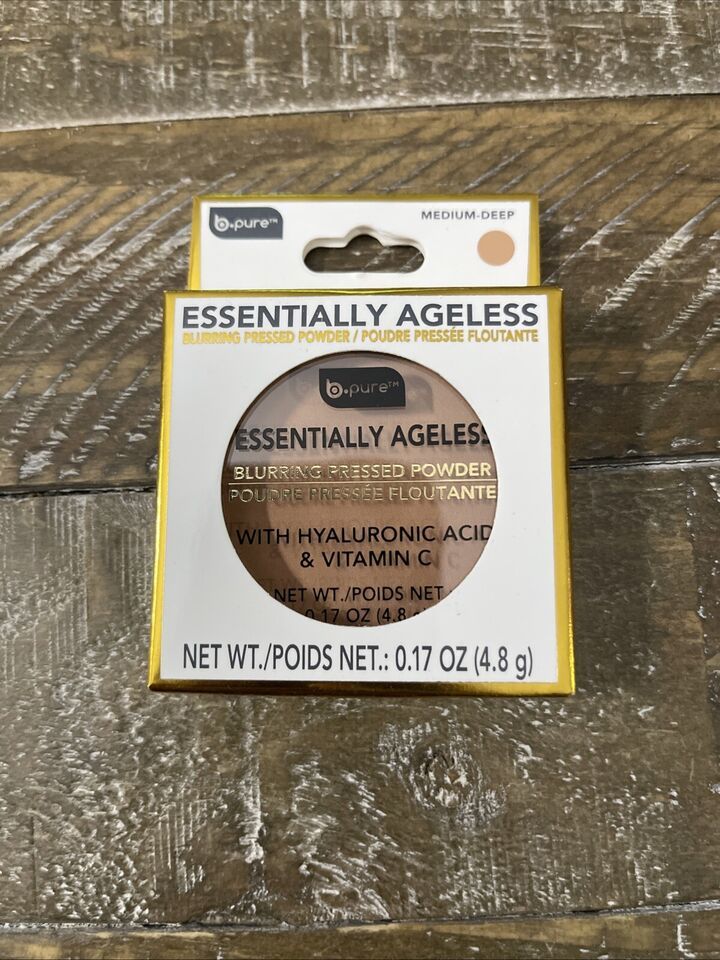 b.pure™
MEDIUM-DEEP
ESSENTIALLY AGELESS
BLURRING PRESSED POWDER / POUDRE PRESSÉE FLOUTANTE
b.pure™
ESSENTIALLY AGELESS
BLURRING PRESSED POWDER
POUDRE PRESSÉE FLOUTANTE
WITH HYALURONIC ACID
& VITAMIN C
NET WT./POIDS NET
0.17 OZ (4.8
NET WT./POIDS NET.: 0.17 OZ (4.8 g)